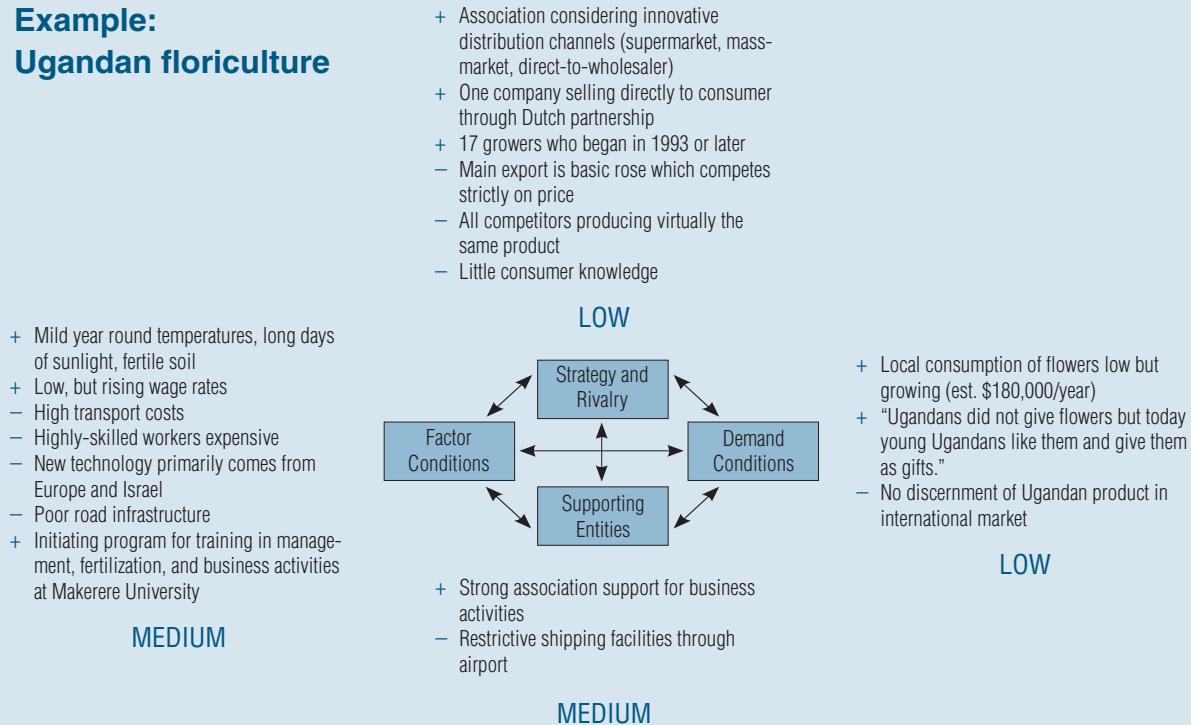 Example:
Ugandan floriculture
+ Association considering innovative
distribution channels (supermarket, mass-
market, direct-to-wholesaler)
+ One company selling directly to consumer
through Dutch partnership
+ 17 growers who began in 1993 or later
– Main export is basic rose which competes
strictly on price
– All competitors producing virtually the
same product
– Little consumer knowledge
LOW
+ Mild year round temperatures, long days
of sunlight, fertile soil
+ Low, but rising wage rates
– High transport costs
– Highly-skilled workers expensive
– New technology primarily comes from
Europe and Israel
– Poor road infrastructure
+ Initiating program for training in manage-
ment, fertilization, and business activities
at Makerere University
MEDIUM
Strategy and
Rivalry
Factor
Conditions
Demand
Conditions
Supporting
Entities
+ Local consumption of flowers low but
growing (est. $180,000/year)
+ “Ugandans did not give flowers but today
young Ugandans like them and give them
as gifts.”
– No discernment of Ugandan product in
international market
LOW
+ Strong association support for business
activities
– Restrictive shipping facilities through
airport
MEDIUM